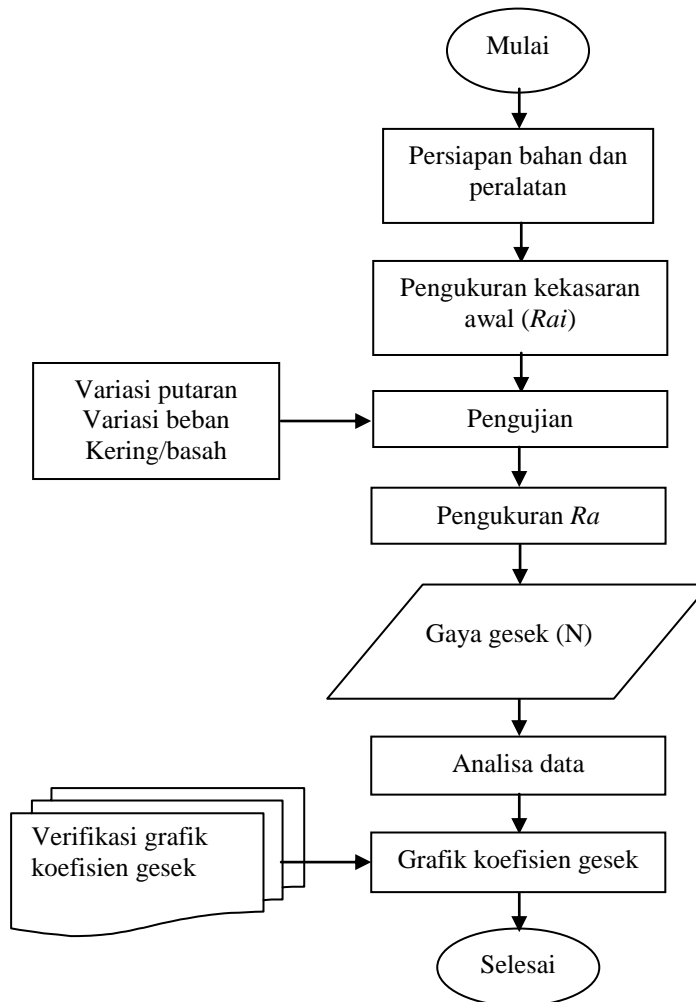 Mulai
Persiapan bahan dan
peralatan
Pengukuran kekasaran
awal (Rai)
Variasi putaran
Variasi beban
Kering/basah
Pengujian
Pengukuran Ra
Gaya gesek (N)
Analisa data
Verifikasi grafik
koefisien gesek
Grafik koefisien gesek
Selesai